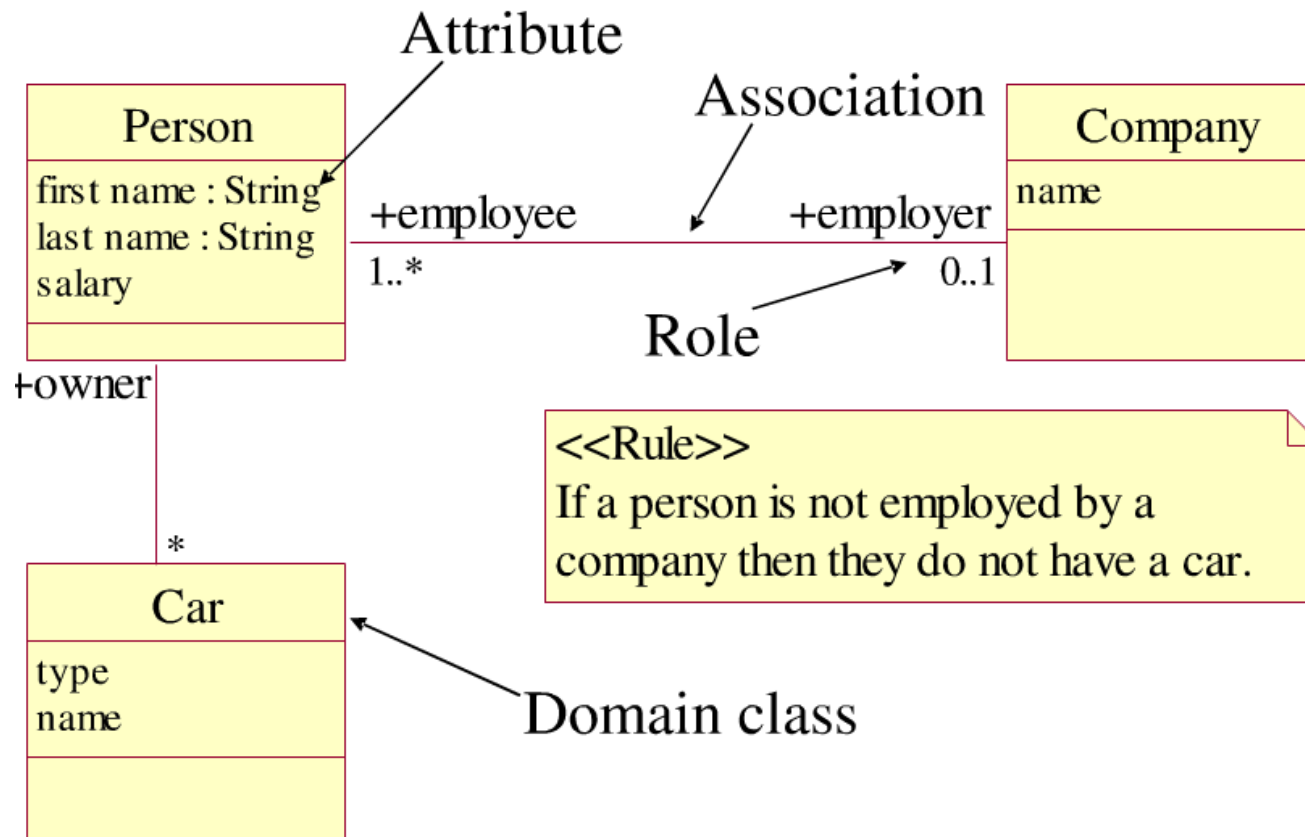 Attribute
Association
Person
first name : String
last name : String
salary
Company
name
+employee
+employer
1..*
0..1
Role
+owner
*
<<Rule>>
If a person is not employed by a
company then they do not have a car.
Car
type
name
Domain class